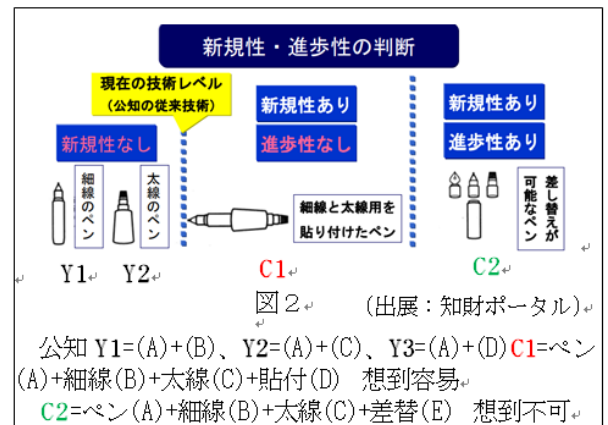 新規性・進歩性の判断
現在の技術レベル
（公知の従来技術）
新規性なし
新規性あり
進歩性なし
新規性あり
進歩性あり
細線のペン
太線のペン
細線と太線用を
貼り付けたペン
差し替えが
可能なペン
Y1
Y2
C1
C2
図２
（出展：知財ポータル）
公知 Y1=(A)+(B)、Y2=(A)+(C)、Y3=(A)+(D)C1=ペン
(A)+細線(B)+太線(C)+貼付(D) 想到容易
C2=ペン(A)+細線(B)+太線(C)+差替(E) 想到不可